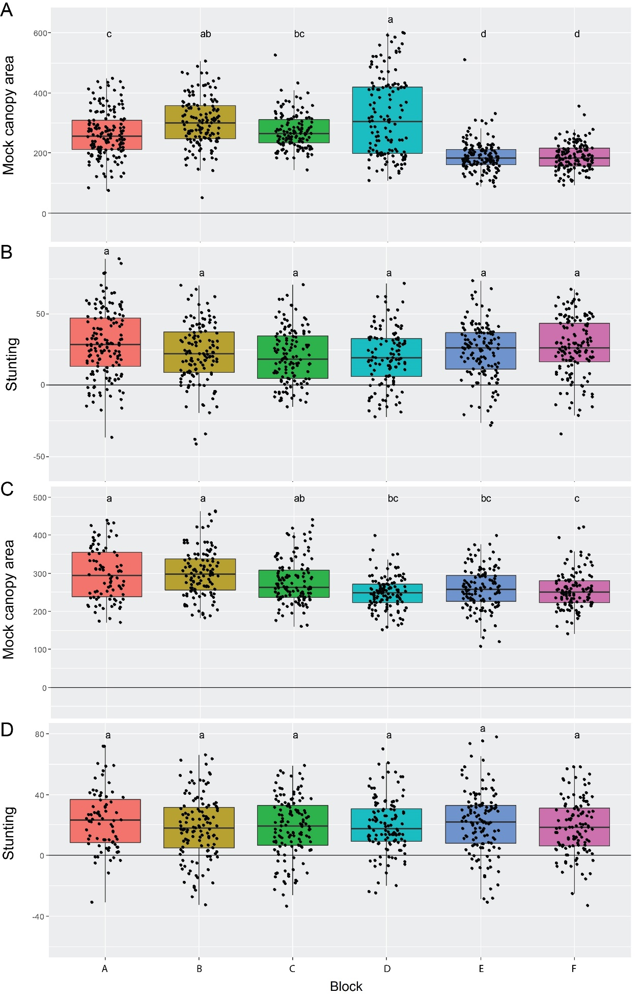 A
Mock canopy area
600
400
200
0
c ab bc a d d
B
Stunting
50
0
-50
a a a a a a
C
Mock canopy area
500
400
300
200
100
0
a a ab bc bc c
D
Stunting
80
40
0
-40
a a a a a a
A B C D E F
Block